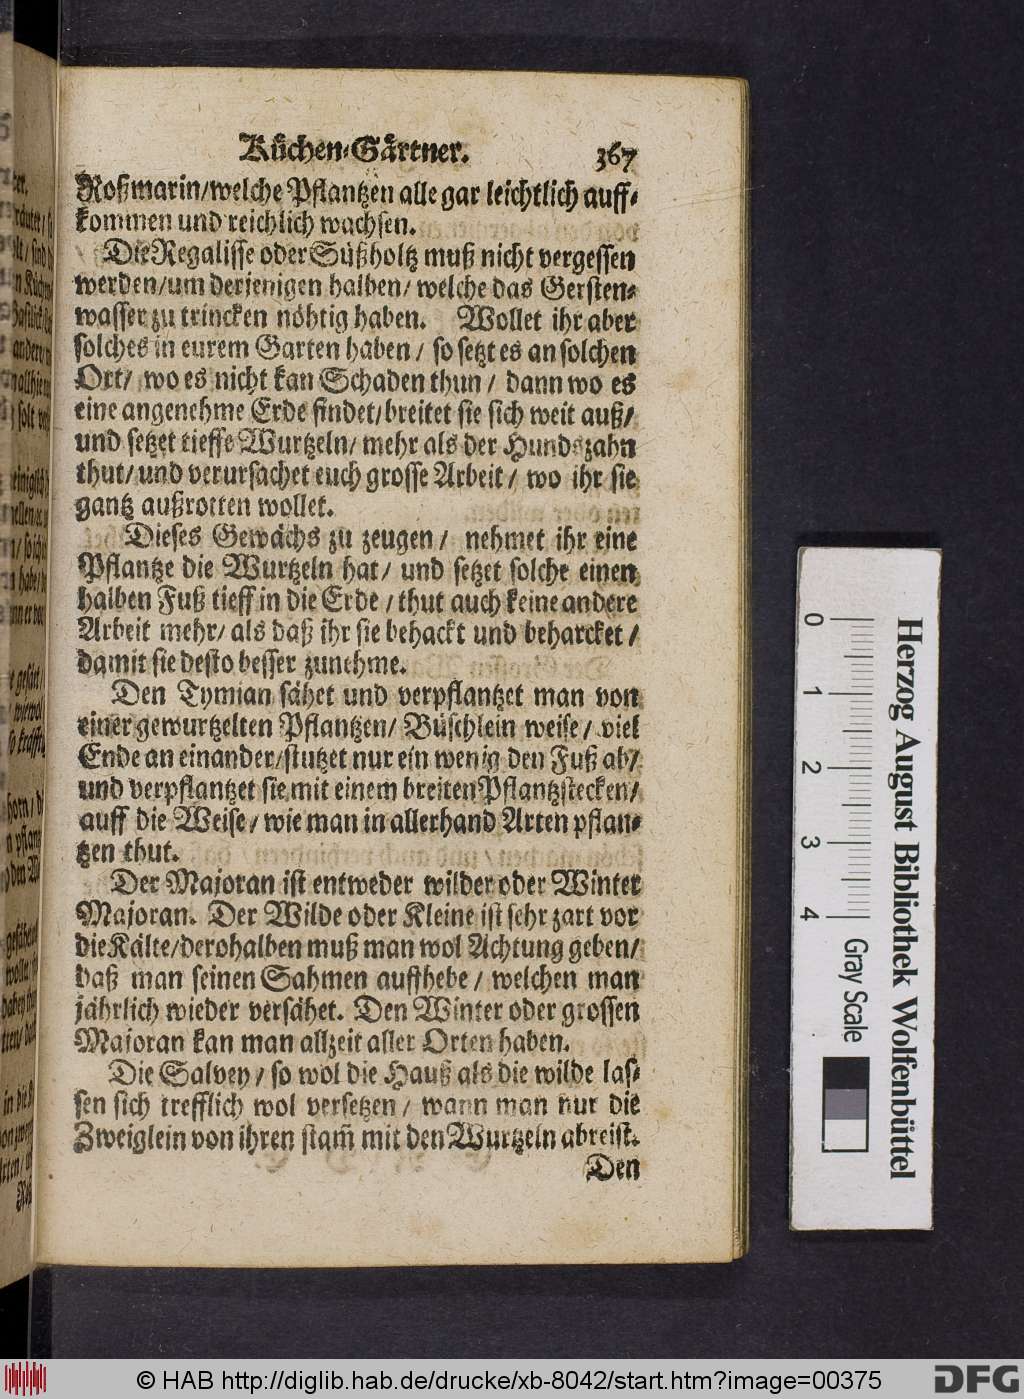 Küchen-Gärtner. 367
Roßmarin/welche Pflantzen alle gar leichtlich auff-
kommen und reichlich wachsen.
Die Regalisse oder Süßholtz muß nicht vergessen
werden/um derjenigen halben/ welche das Gersten-
wasser zu trincken nöhtig haben. Wollet ihr aber
solches in eurem Garten haben / so setzt es an solchen
Ort/ wo es nicht kan Schaden thun / dann wo es
eine angenehme Erde findet/breitet sie sich weit auß/
und setzet tieffe Wurtzeln/ mehr als der Hundszahn
thut/ und verursachet euch grosse Arbeit / wo ihr sie
gantz außrotten wollet.
Dieses Gewächs zu zeugen / nehmet ihr eine
Pflantze die Wurtzeln hat/ und setzet solche einen
halben Fuß tieff in die Erde / thut auch keine andere
Arbeit mehr/ als daß ihr sie behackt und beharcket /
damit sie desto besser zunehme.
Den Tymian sähet und verpflantzet man von
einer gewurtzelten Pflantzen/ Büschlein weise / viel
Ende an einander/stutzet nur ein wenig den Fuß ab/
und verpflantzet sie mit einem breiten Pflantzstecken/
auff die Weise / wie man in allerhand Arten pflan-
tzen thut.
Der Majoran ist entweder wilder oder Winter
Majoran. Der Wilde oder Kleine ist sehr zart vor
die Kälte/derohalben muß man wol Achtung geben/
daß man seinen Sahmen auffhebe / welchen man
jährlich wieder versähet. Den Winter oder grossen
Majoran kan man allzeit aller Orten haben.
Die Salvey / so wol die Hauß als die wilde las-
sen sich trefflich wol versetzen / wann man nur die
Zweiglein von ihren stam̃ mit den Wurtzeln abreist.
Den
0 1 2 3 4
Gray Scale
Herzog August Bibliothek Wolfenbüttel
© HAB http://diglib.hab.de/drucke/xb-8042/start.htm?image=00375
DFG